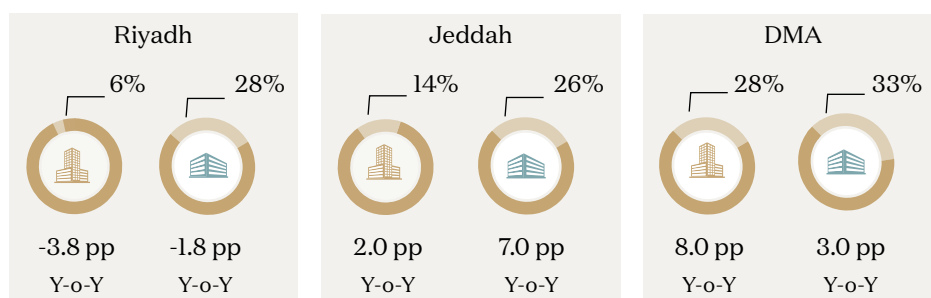 Riyadh
6%
28%
-3.8 pp
-1.8 pp
Y-o-Y
Y-o-Y
Jeddah
14%
26%
2.0 pp
7.0 pp
Y-o-Y
Y-o-Y
DMA
28%
33%
8.0 pp
3.0 pp
Y-o-Y
Y-o-Y